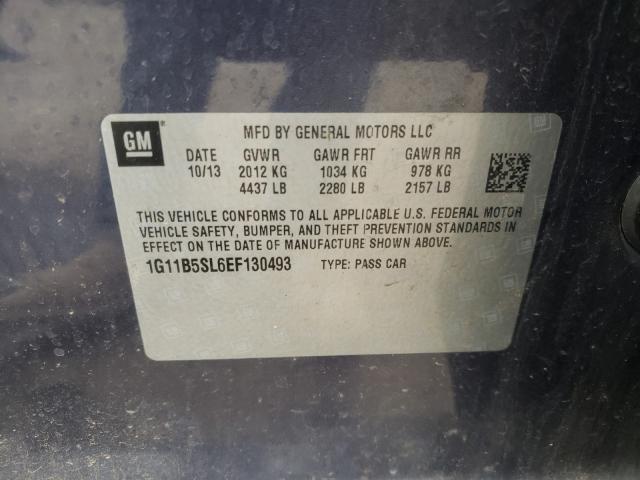 GM
MFD BY GENERAL MOTORS LLC
DATE GVWR GAWR FRT GAWR RR
10/13 2012 KG 1034 KG 978 KG
4437 LB 2280 LB 2157 LB
THIS VEHICLE CONFORMS TO ALL APPLICABLE U.S. FEDERAL MOTOR
VEHICLE SAFETY, BUMPER, AND THEFT PREVENTION STANDARDS IN
EFFECT ON THE DATE OF MANUFACTURE SHOWN ABOVE.
1G11B5SL6EF130493 TYPE: PASS CAR